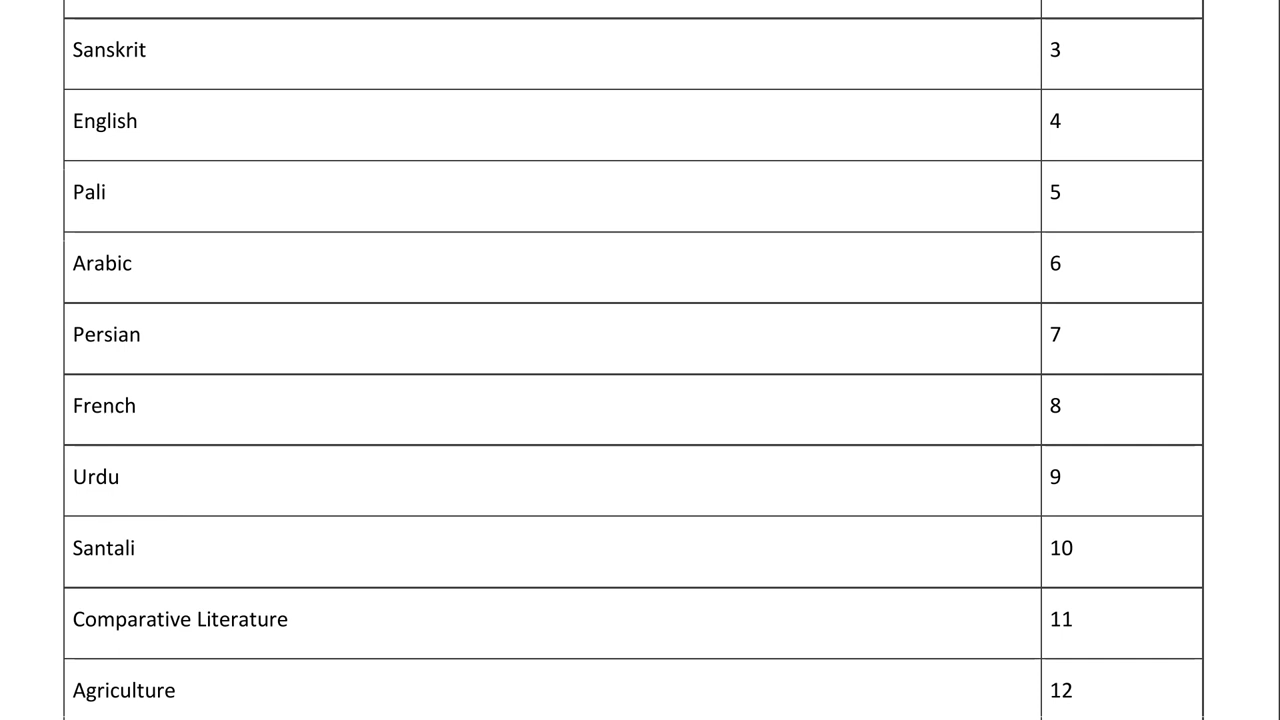 Sanskrit 3
English 4
Pali 5
Arabic 6
Persian 7
French 8
Urdu 9
Santali 10
Comparative Literature 11
Agriculture 12